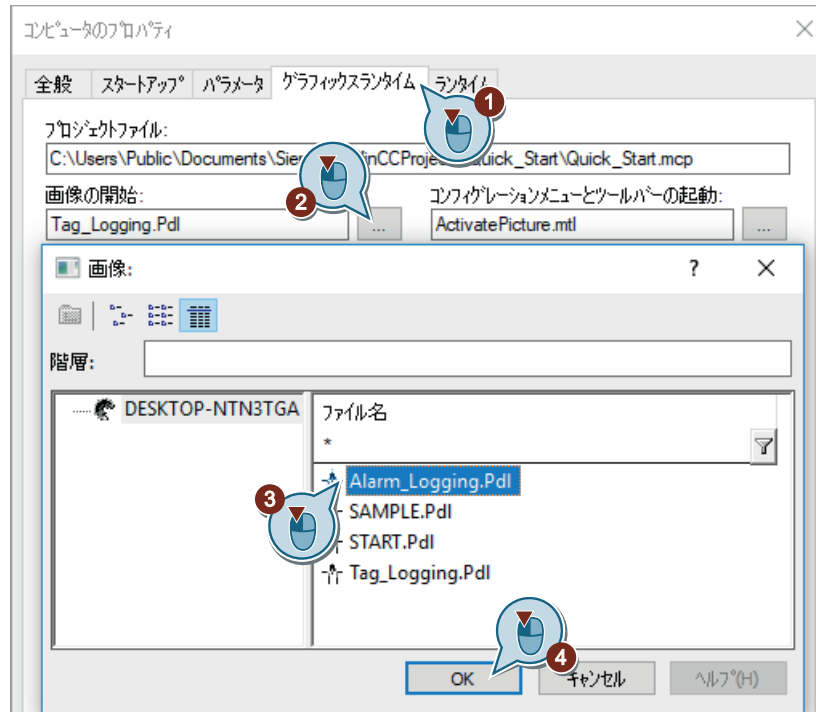 コンピュータのプロパティ
全般 スタートアップ パラメータ グラフィックスランタイム ランタイム
1
プロジェクトファイル:
C:\Users\Public\Documents\Sie inCCProje uick_Start\Quick_Start.mcp
画像の開始: コンフィグレーションメニューとツールバーの起動:
2
Tag_Logging.Pdl ... ActivatePicture.mtl ...
画像: ?
階層:
DESKTOP-NTN3TGA ファイル名
*
Alarm_Logging.Pdl
3
SAMPLE.Pdl
START.Pdl
Tag_Logging.Pdl
4
OK キャンセル ヘルプ(H)